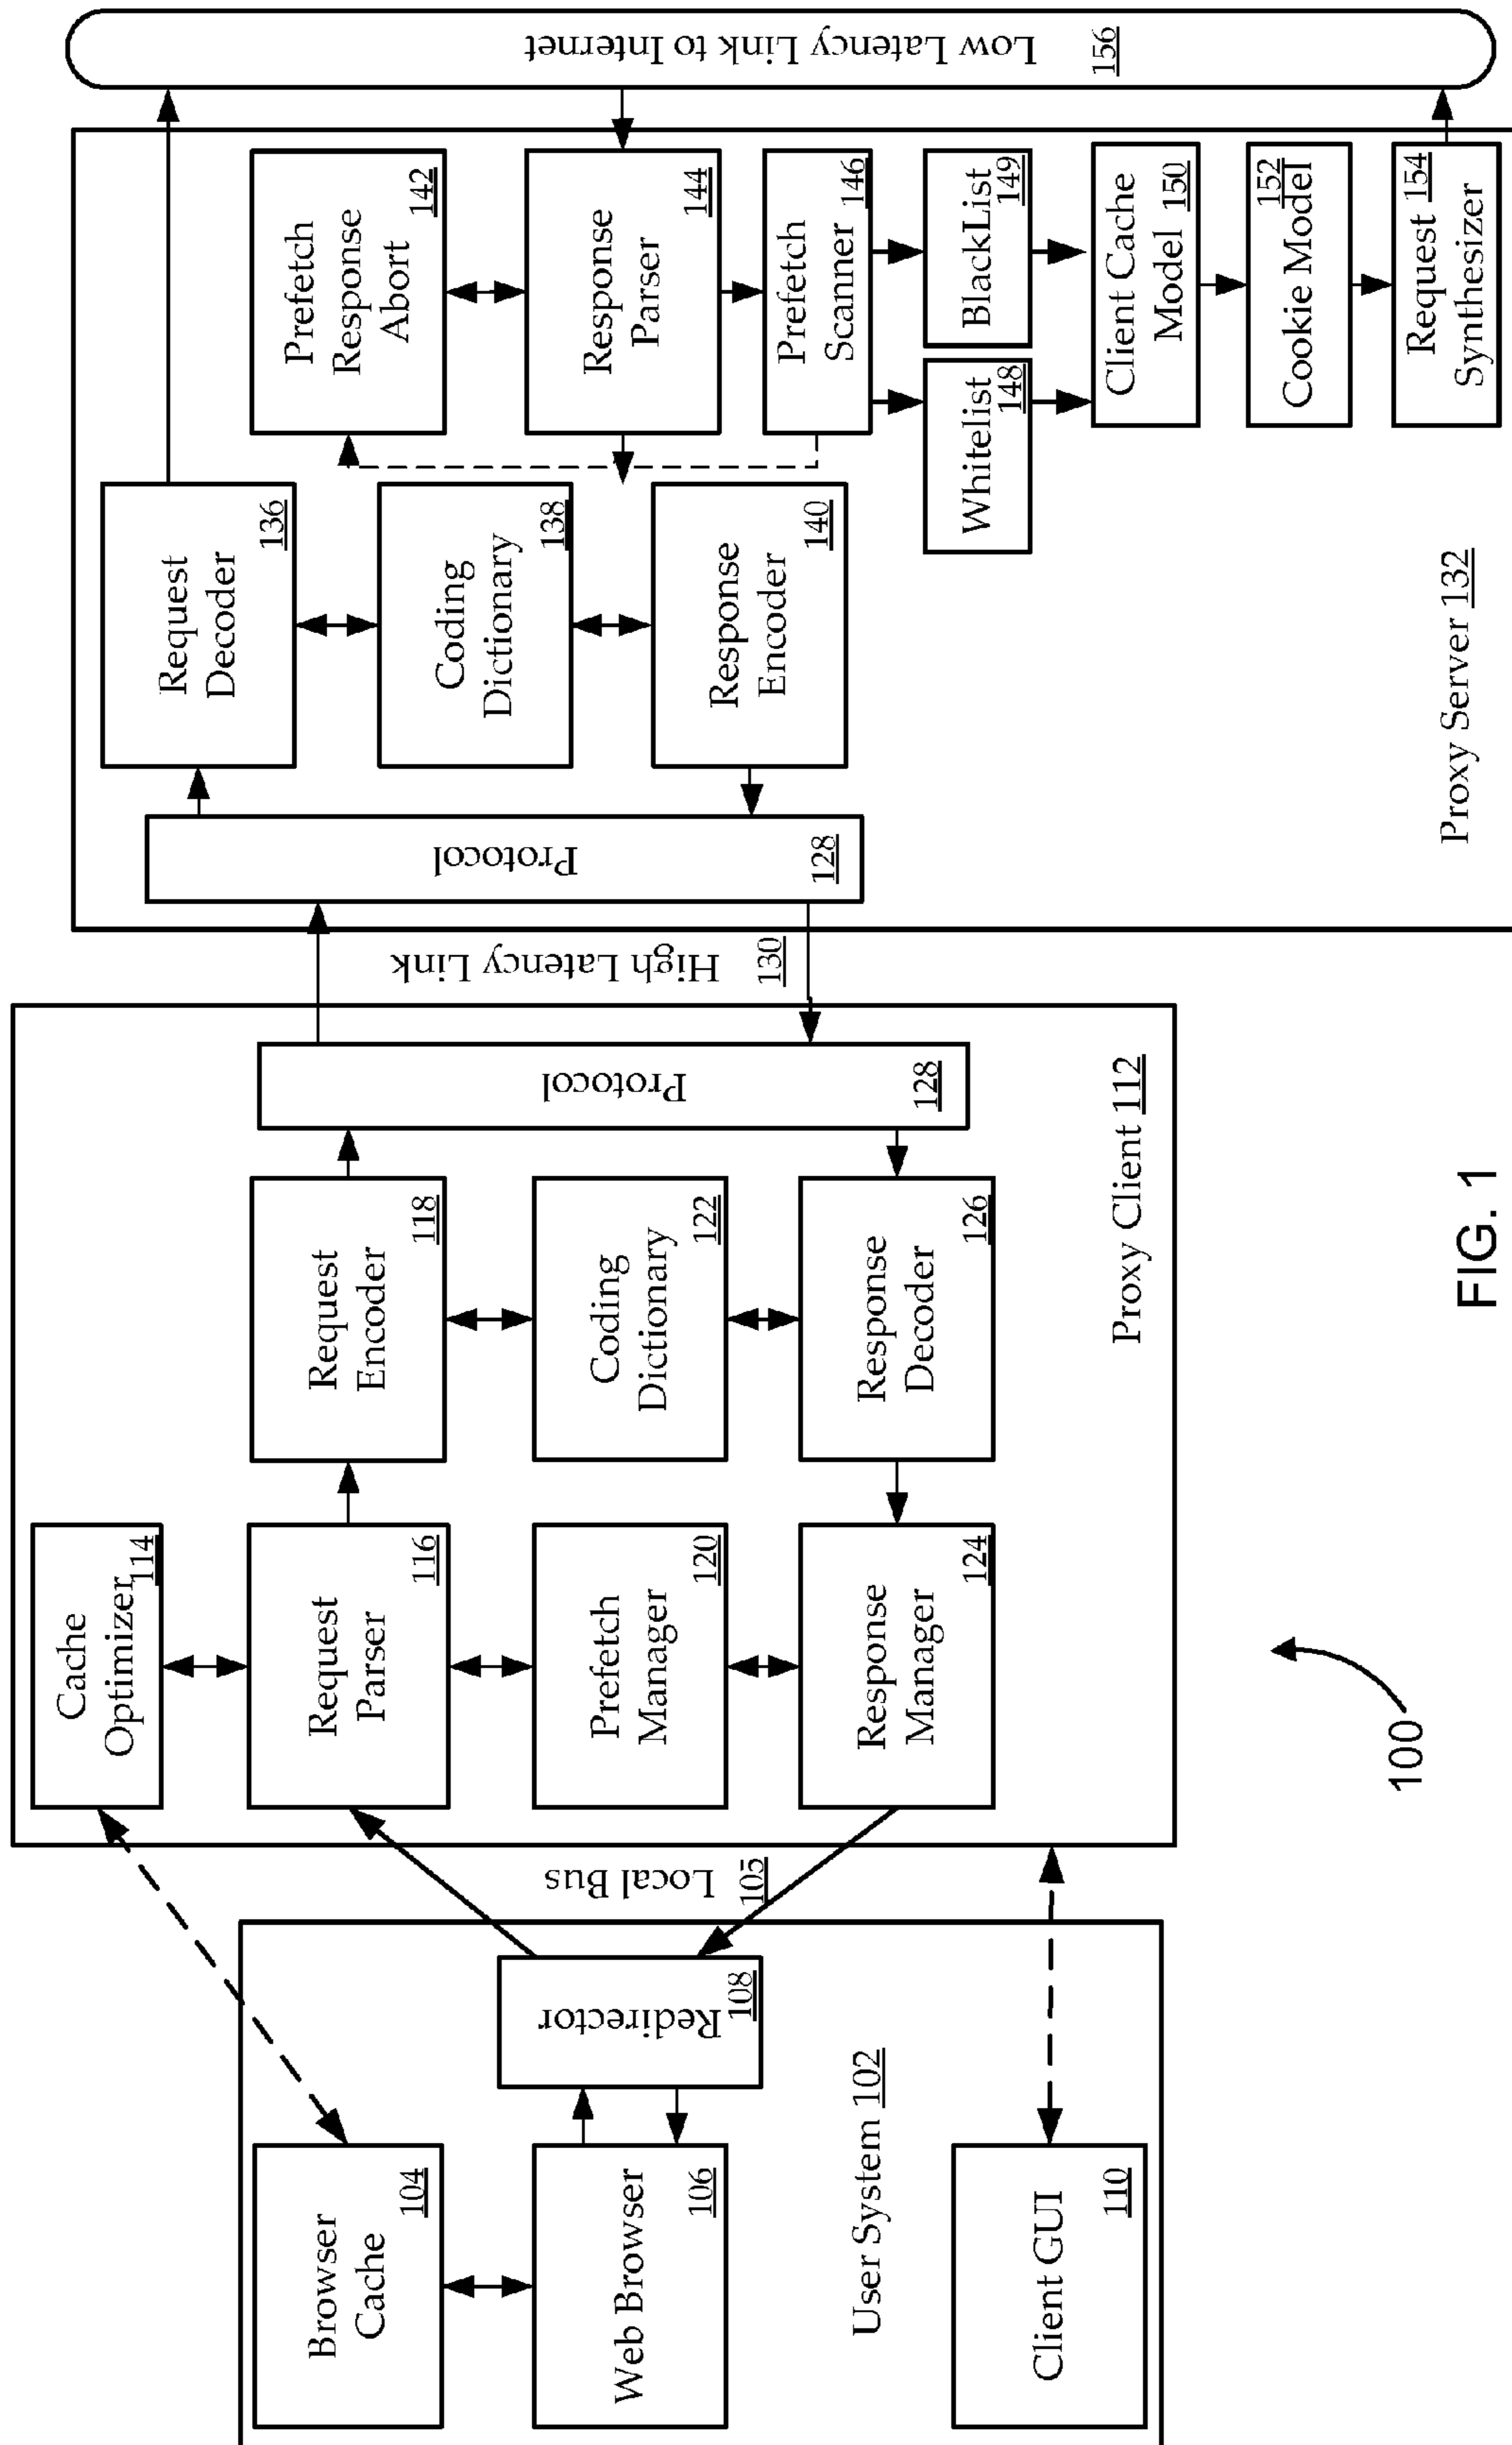 Browser
Cache
104
Web Browser
106
Redirector
108
User System 102
Client GUI
110
Local Bus
105
Cache
Optimizer
114
Request
Parser
116
Prefetch
Manager
120
Response
Manager
124
Request
Encoder
118
Coding
Dictionary
122
Response
Decoder
126
Protocol
128
Proxy Client 112
High Latency Link
130
Protocol
128
Request
Decoder
136
Coding
Dictionary
138
Response
Encoder
140
Prefetch
Response
Abort
142
Response
Parser
144
Prefetch
Scanner
146
Whitelist
148
BlackList
149
Client Cache
Model 150
152
Cookie Model
Request 154
Synthesizer
Proxy Server 132
Low Latency Link to Internet
156
100
FIG. 1